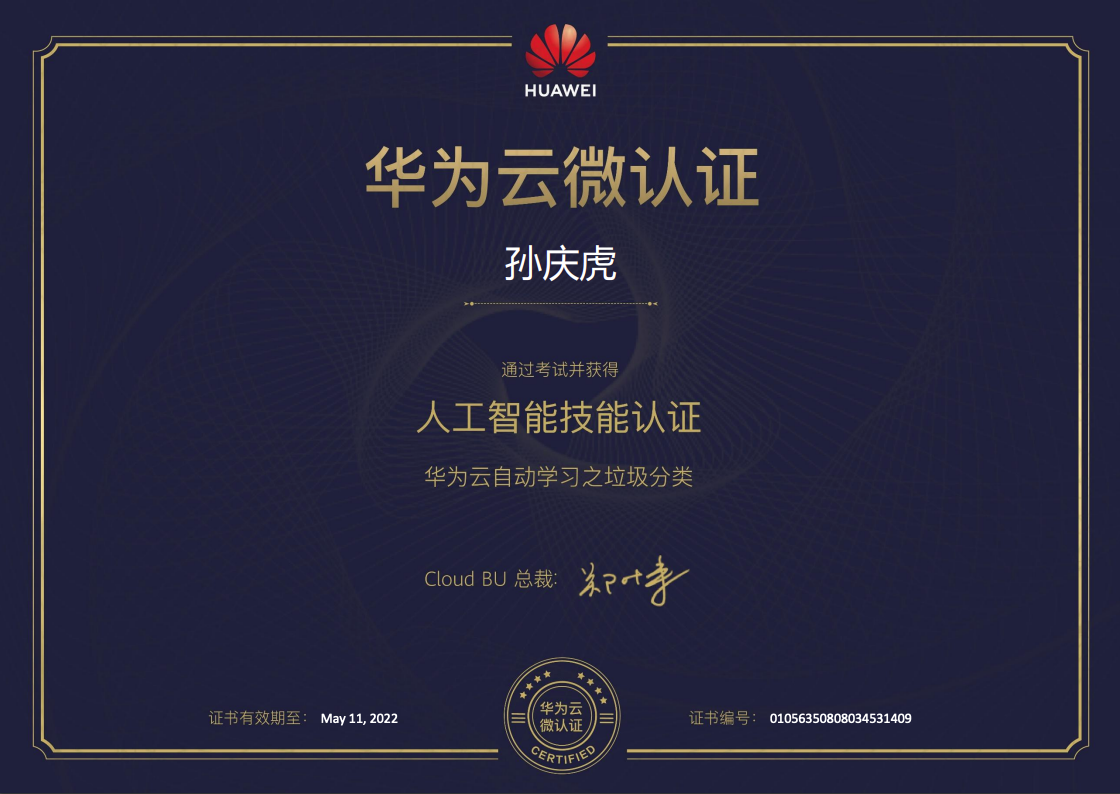 HUAWEI
华为云微认证
孙庆虎
通过考试并获得
人工智能技能认证
华为云自动学习之垃圾分类
Cloud BU 总裁: 郑叶来
证书有效期至: May 11, 2022
华为云
微认证
CERTIFIED
证书编号: 01056350808034531409